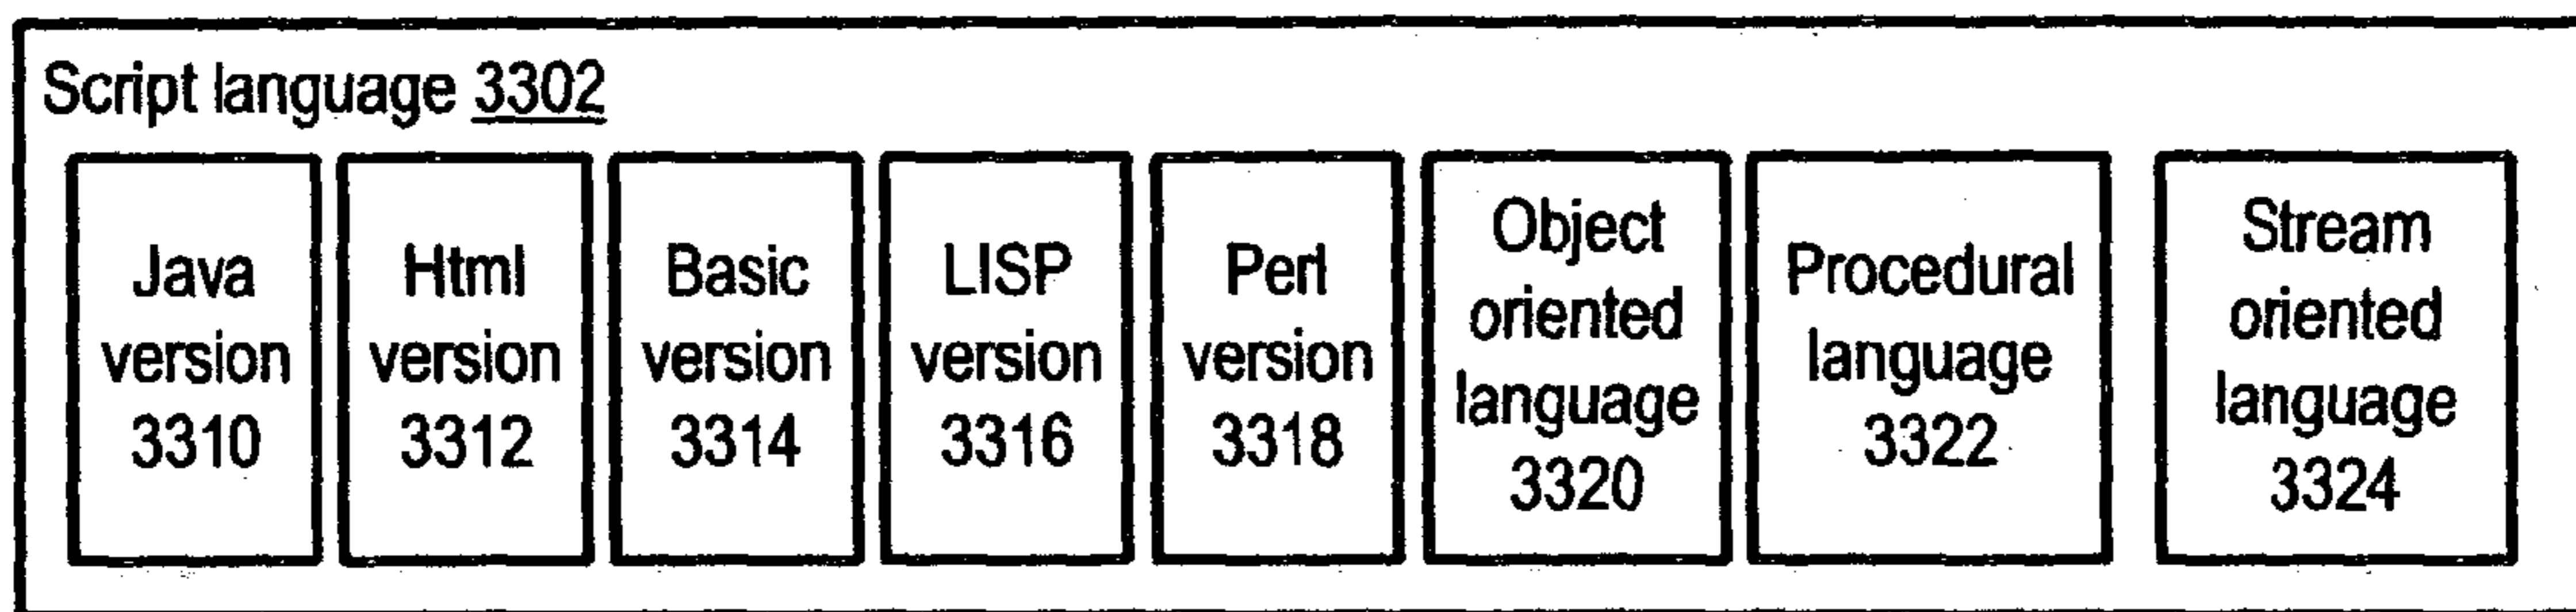 Script language 3302
Java
version
3310
Html
version
3312
Basic
version
3314
LISP
version
3316
Perl
version
3318
Object
oriented
language
3320
Procedural
language
3322
Stream
oriented
language
3324